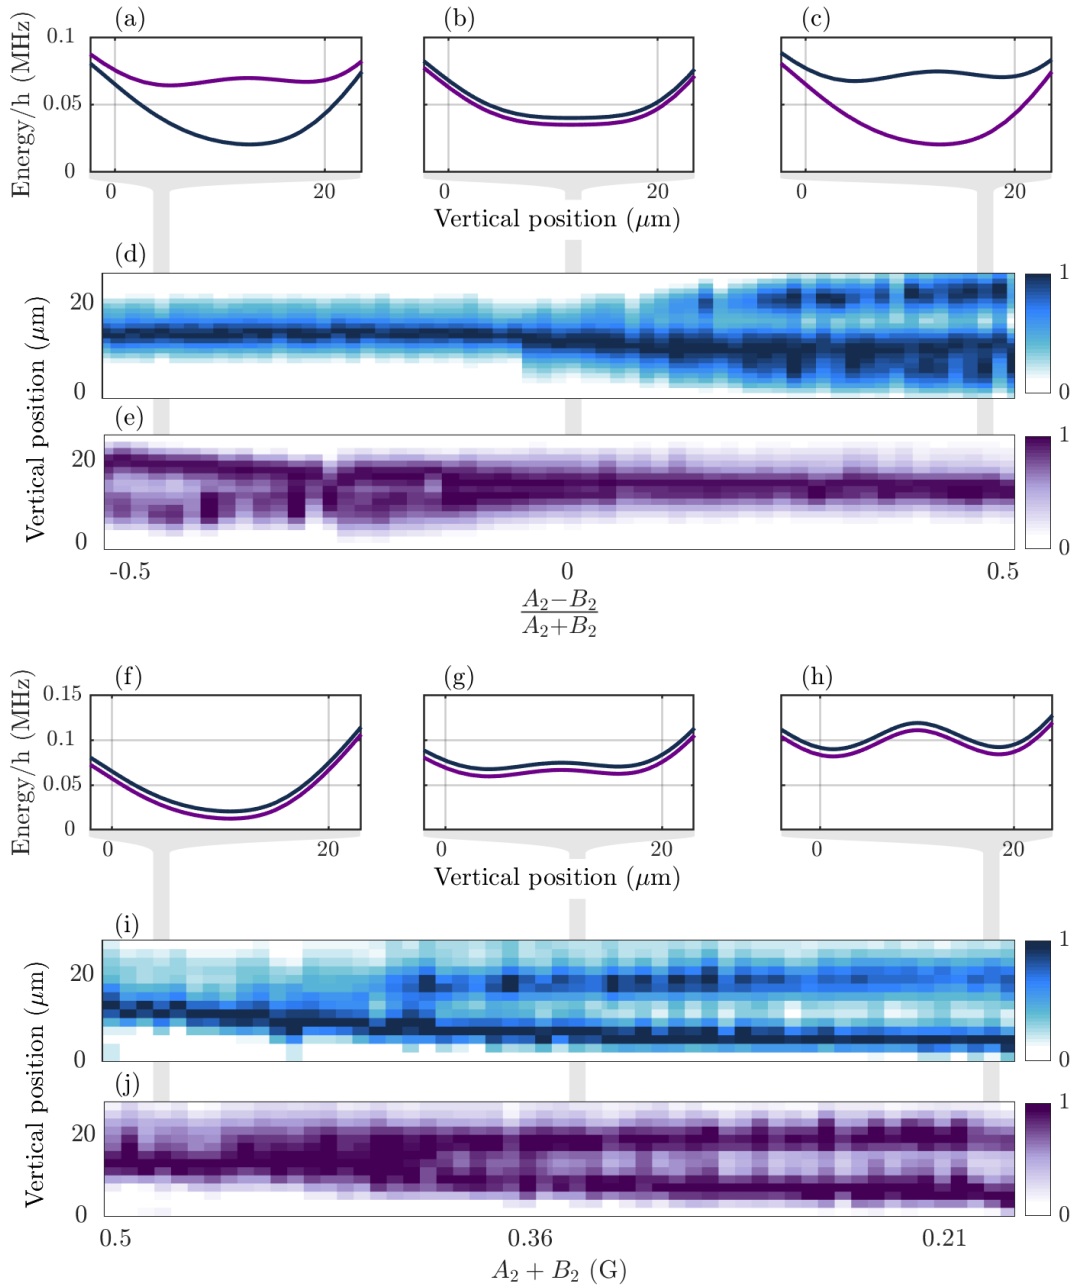 (a) (b) (c)
Energy/h (MHz)
0.1
0.05
0
0 20 0 20 0 20
Vertical position (μm)
(d)
Vertical position (μm)
20
0
1
0
(e)
20
0
1
0
-0.5 0 0.5
A₂−B₂
A₂+B₂
(f) (g) (h)
Energy/h (MHz)
0.15
0.1
0.05
0
0 20 0 20 0 20
Vertical position (μm)
(i)
Vertical position (μm)
20
0
1
0
(j)
20
0
1
0
0.5 0.36 0.21
A₂ + B₂ (G)